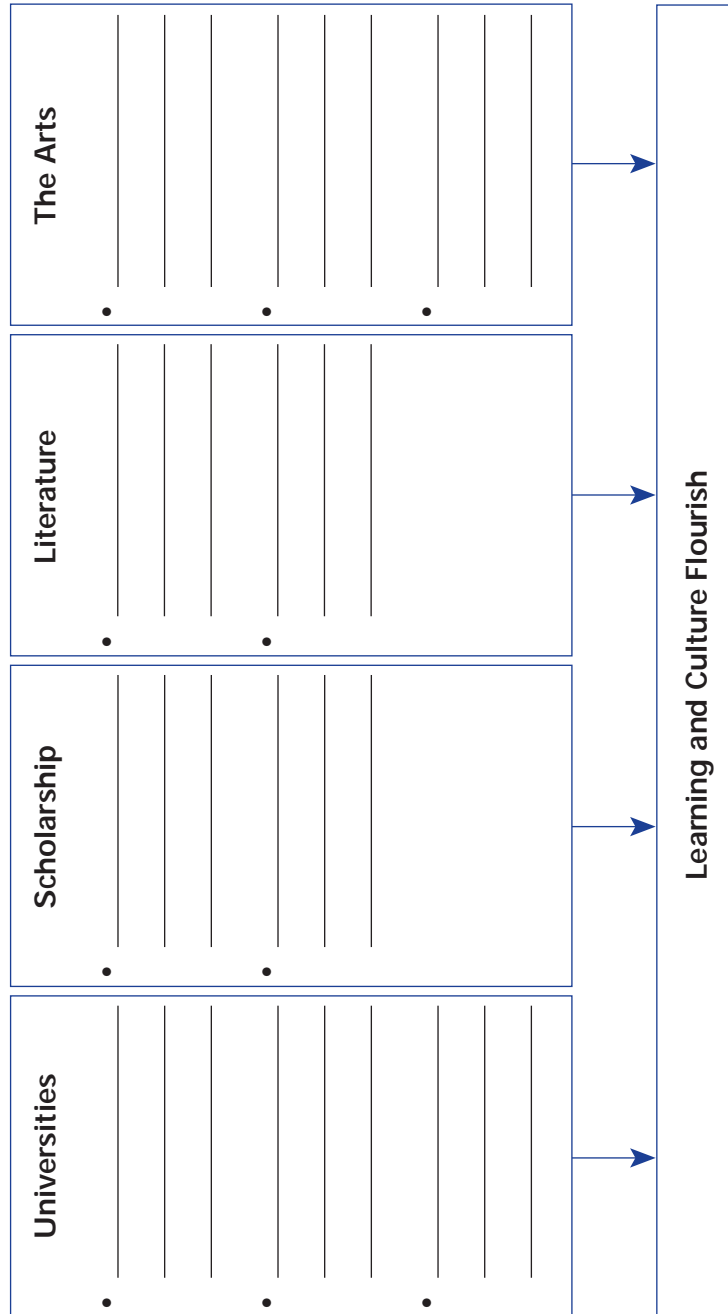 Universities
Scholarship
Literature
The Arts
Learning and Culture Flourish